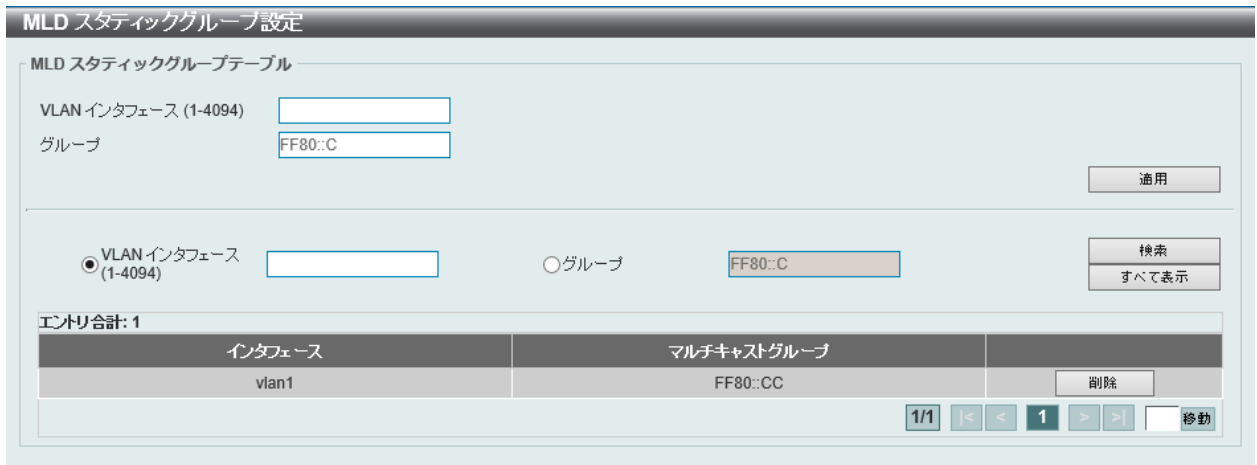 MLD スタティックグループ設定
MLD スタティックグループテーブル
VLAN インタフェース (1-4094)
グループ
FF80::C
適用
VLAN インタフェース
(1-4094)
グループ
FF80::C
検索
すべて表示
エントリ合計: 1
インタフェース マルチキャストグループ
vlan1 FF80::CC 削除
1/1 |< < 1 > >| 移動